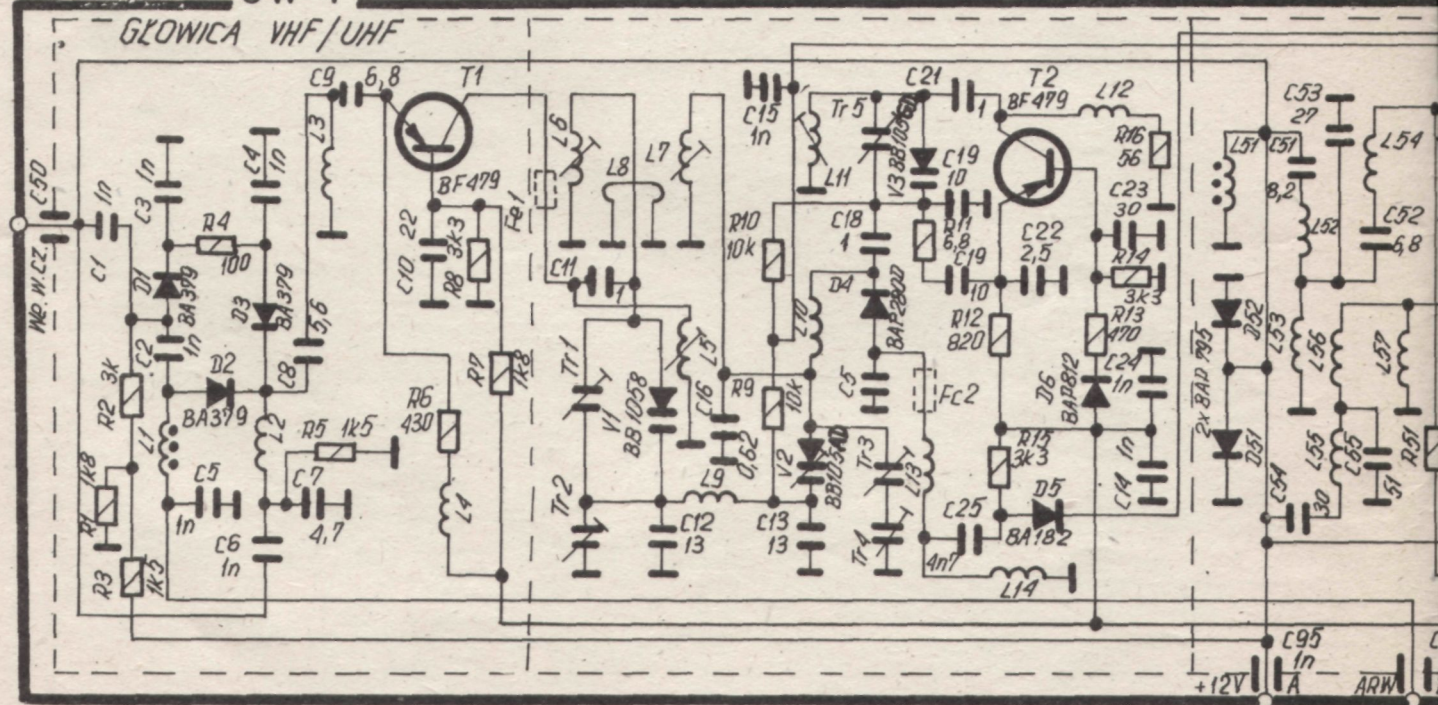 GŁOWICA VHF/UHF
C9
6,8
T1
BF479
C50
We.w.cz.
1n
C1
1n
C3
C4
1n
L3
R4
100
D1
BA379
D3
BA379
C2
1n
D2
BA379
C8
5,6
R2
3k
L1
L2
R5
1k5
C5
1n
C7
4,7
C6
1n
R1
1k8
R3
1k5
C10
22
R8
3k3
R6
430
R7
1k8
L4
Fe1
L6
L8
L7
C11
1
Tr1
V1
BB105B
L5
C16
0,62
Tr2
C12
13
L9
C13
13
C15
1n
R10
10k
R9
10k
V2
L11
Tr5
C21
1
T2
BF479
L12
R16
56
C19
10
C18
1
R11
6,8
C19
10
C22
2,5
C23
30
R14
3k3
D4
BAP280D
L10
C5
Fc2
R12
820
R13
470
D6
BAP812
C24
1n
Tr3
L13
R15
3k3
C14
1n
Tr4
C25
4n7
D5
BA182
L14
L51
C51
8,2
L52
C53
27
L54
C52
6,8
D52
2x BAP 795
D51
L53
L56
L57
L55
C55
51
C54
30
R51
C95
1n
+12V
A
ARW